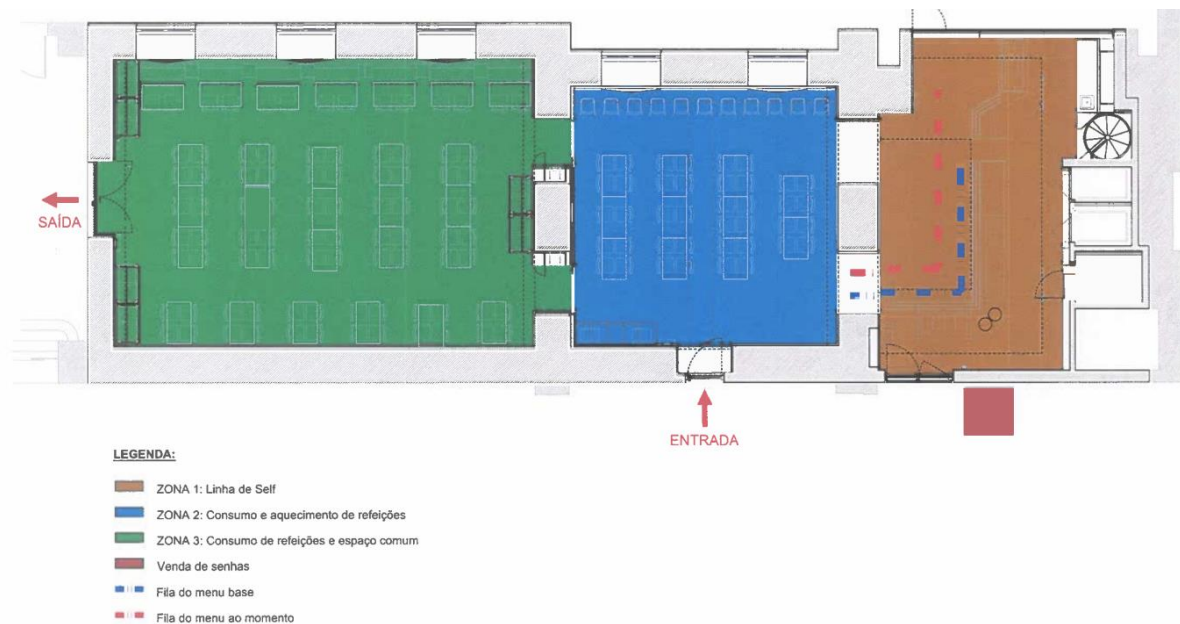 SAÍDA
ENTRADA
LEGENDA:
ZONA 1: Linha de Self
ZONA 2: Consumo e aquecimento de refeições
ZONA 3: Consumo de refeições e espaço comum
Venda de senhas
Fila do menu base
Fila do menu ao momento